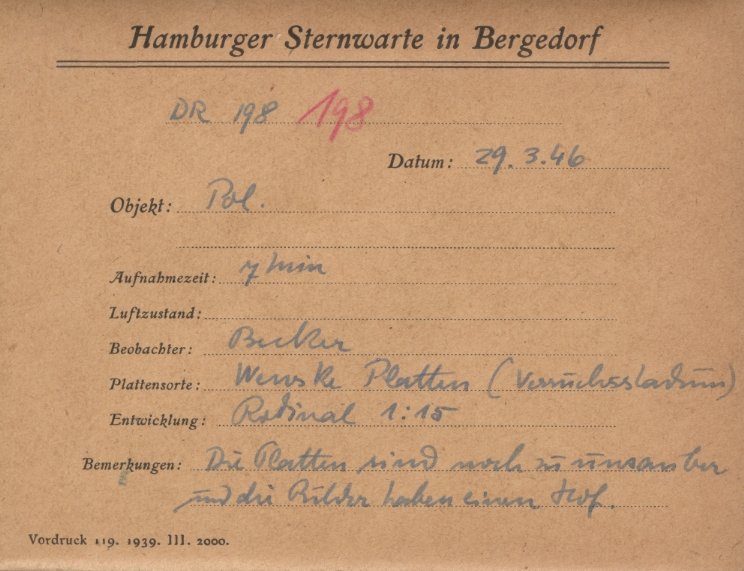 Hamburger Sternwarte in Bergedorf
DR 198 198
Datum: 29. 3. 46
Objekt: Pol.
Aufnahmezeit: 7 min
Luftzustand:
Beobachter: Becker
Plattensorte: Platten (Versuchsstadium)
Entwicklung: Rodinal 1:15
Bemerkungen: Die Platten sind noch zu unsauber
und die Bilder haben einen Hof.
Vordruck 119. 1939. III. 2000.